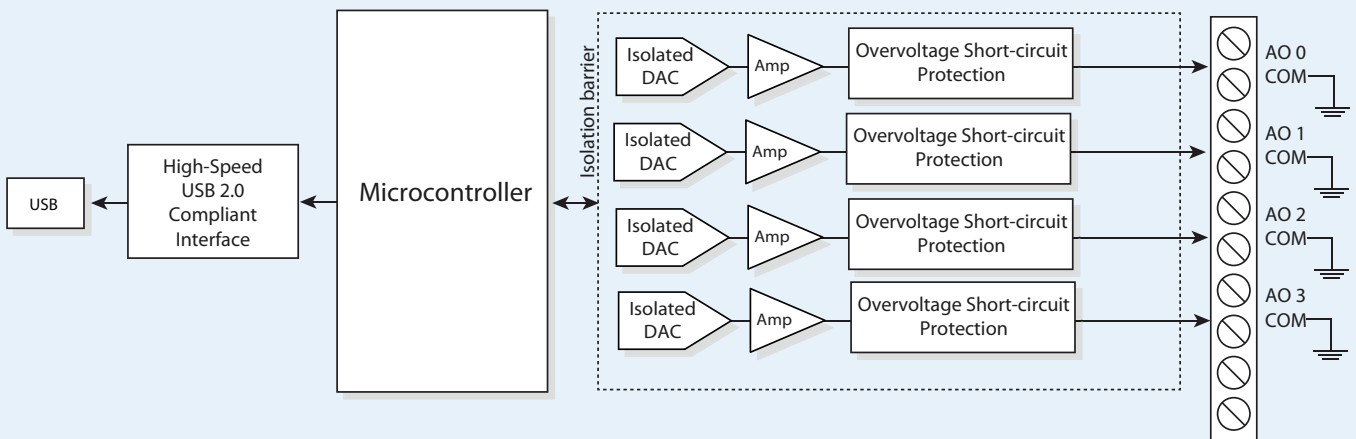 USB
High-Speed
USB 2.0
Compliant
Interface
Microcontroller
Isolation barrier
Isolated
DAC
Amp
Overvoltage Short-circuit
Protection
AO 0
COM
Isolated
DAC
Amp
Overvoltage Short-circuit
Protection
AO 1
COM
Isolated
DAC
Amp
Overvoltage Short-circuit
Protection
AO 2
COM
Isolated
DAC
Amp
Overvoltage Short-circuit
Protection
AO 3
COM